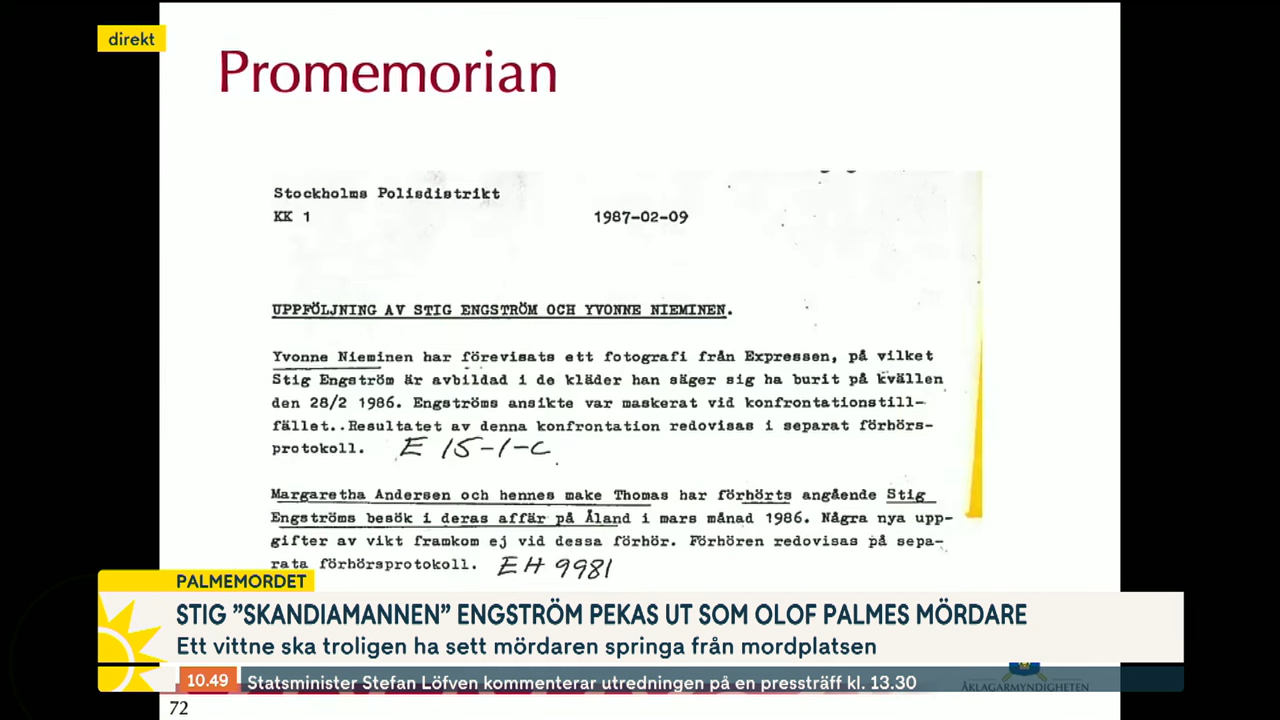 direkt
Promemorian
Stockholms Polisdistrikt
KK 1 1987-02-09
UPPFÖLJNING AV STIG ENGSTRÖM OCH YVONNE NIEMINEN.
Yvonne Nieminen har förevisats ett fotografi från Expressen, på vilket
Stig Engström är avbildad i de kläder han säger sig ha burit på kvällen
den 28/2 1986. Engströms ansikte var maskerat vid konfrontationstill-
fället..Resultatet av denna konfrontation redovisas i separat förhörs-
protokoll. E 15-1-C
Margaretha Andersen och hennes make Thomas har förhörts angående Stig
Engströms besök i deras affär på Åland i mars månad 1986. Några nya upp-
gifter av vikt framkom ej vid dessa förhör. Förhören redovisas på sepa-
rata förhörsprotokoll. EH 9981
PALMEMORDET
STIG ”SKANDIAMANNEN” ENGSTRÖM PEKAS UT SOM OLOF PALMES MÖRDARE
Ett vittne ska troligen ha sett mördaren springa från mordplatsen
10.49 Statsminister Stefan Löfven kommenterar utredningen på en pressträff kl. 13.30
ÅKLAGARMYNDIGHETEN
72